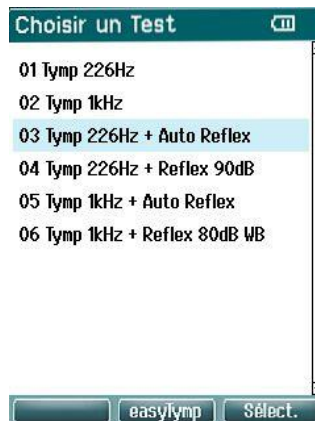 Choisir un Test
01 Tymp 226Hz
02 Tymp 1kHz
03 Tymp 226Hz + Auto Reflex
04 Tymp 226Hz + Reflex 90dB
05 Tymp 1kHz + Auto Reflex
06 Tymp 1kHz + Reflex 80dB WB
easyTymp Sélect.